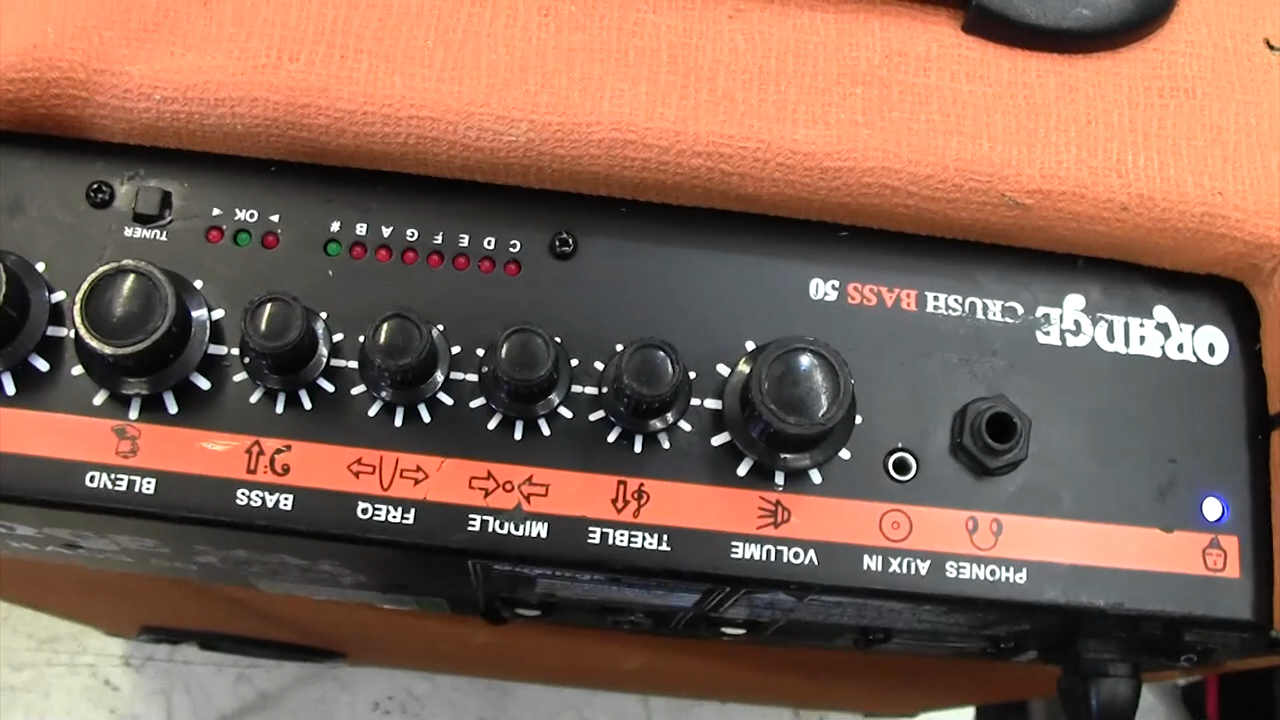 PHONES AUX IN VOLUME TREBLE MIDDLE FREQ BASS BLEND
ORANGE CRUSH BASS 50
C D E F G A B #
OK
TUNER